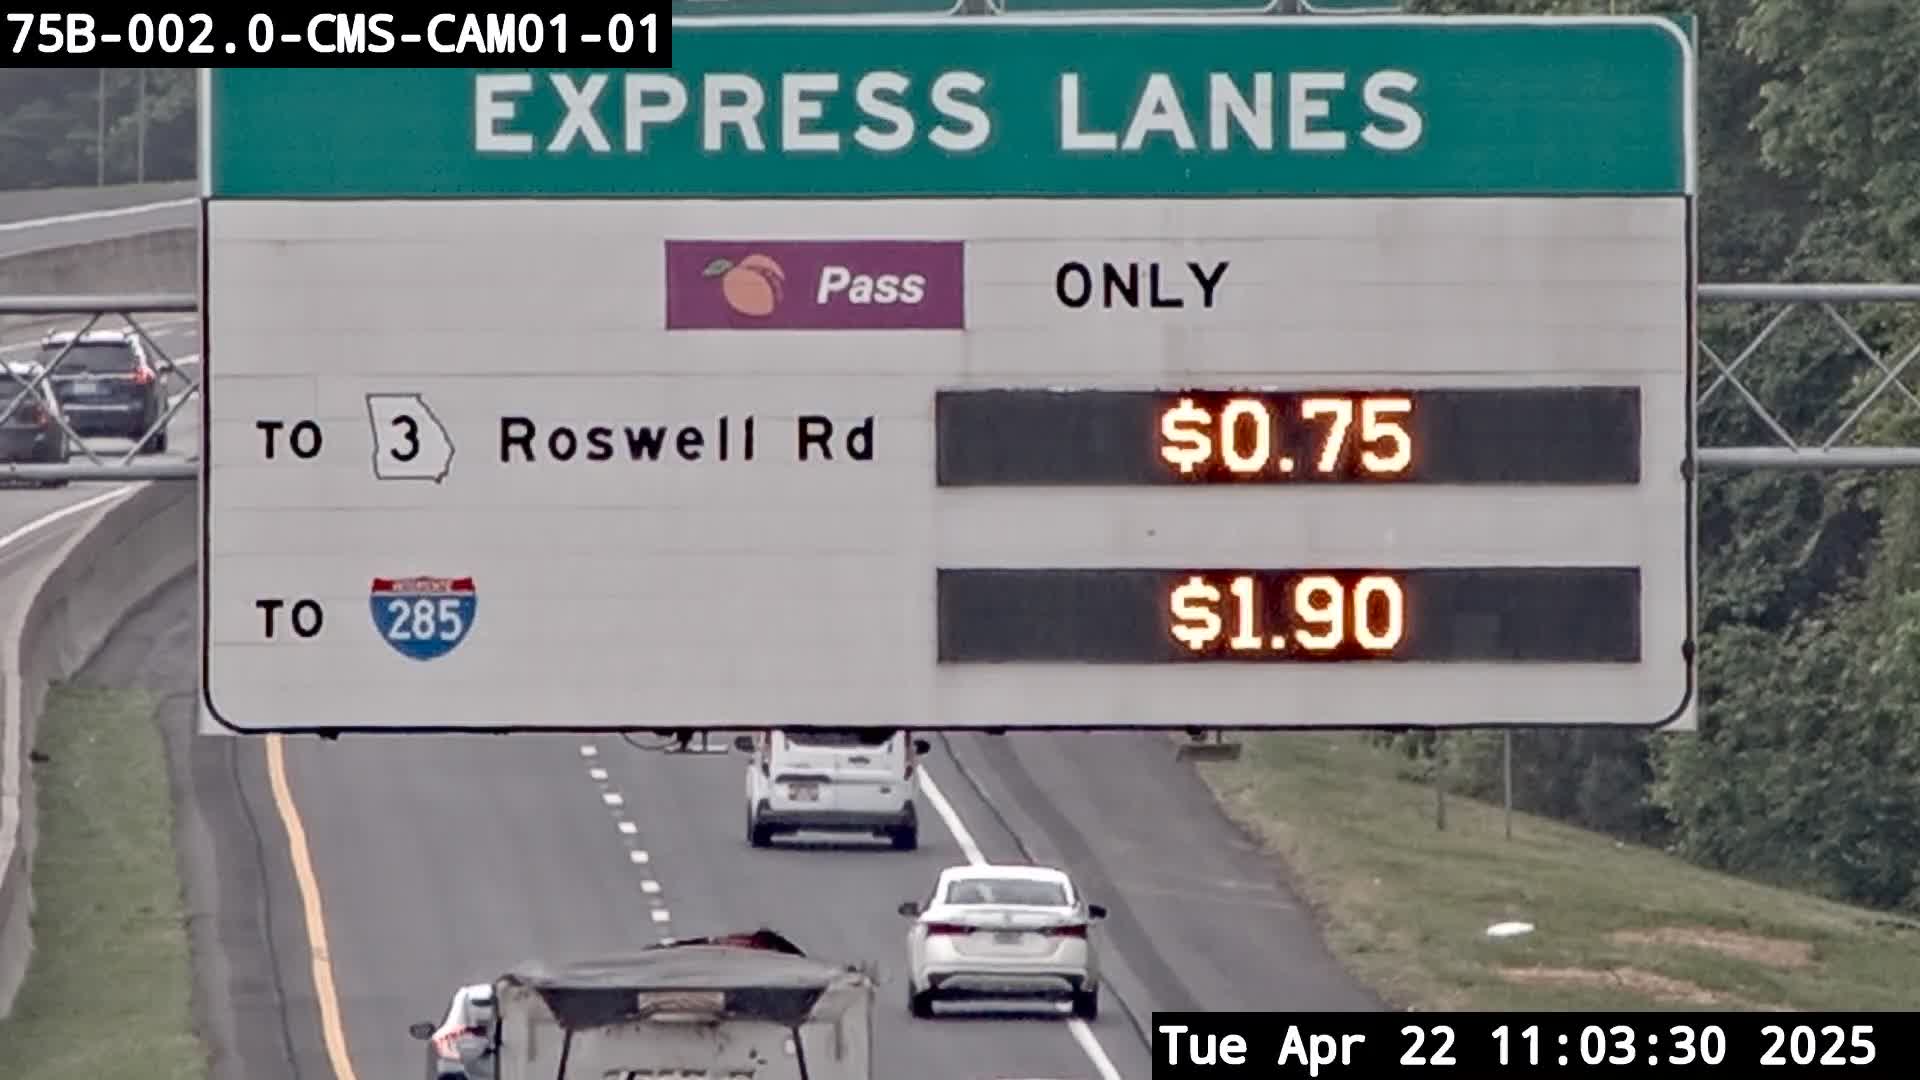 75B-002.0-CMS-CAM01-01
EXPRESS LANES
Pass ONLY
TO 3 Roswell Rd $0.75
INTERSTATE
TO 285 $1.90
Tue Apr 22 11:03:30 2025